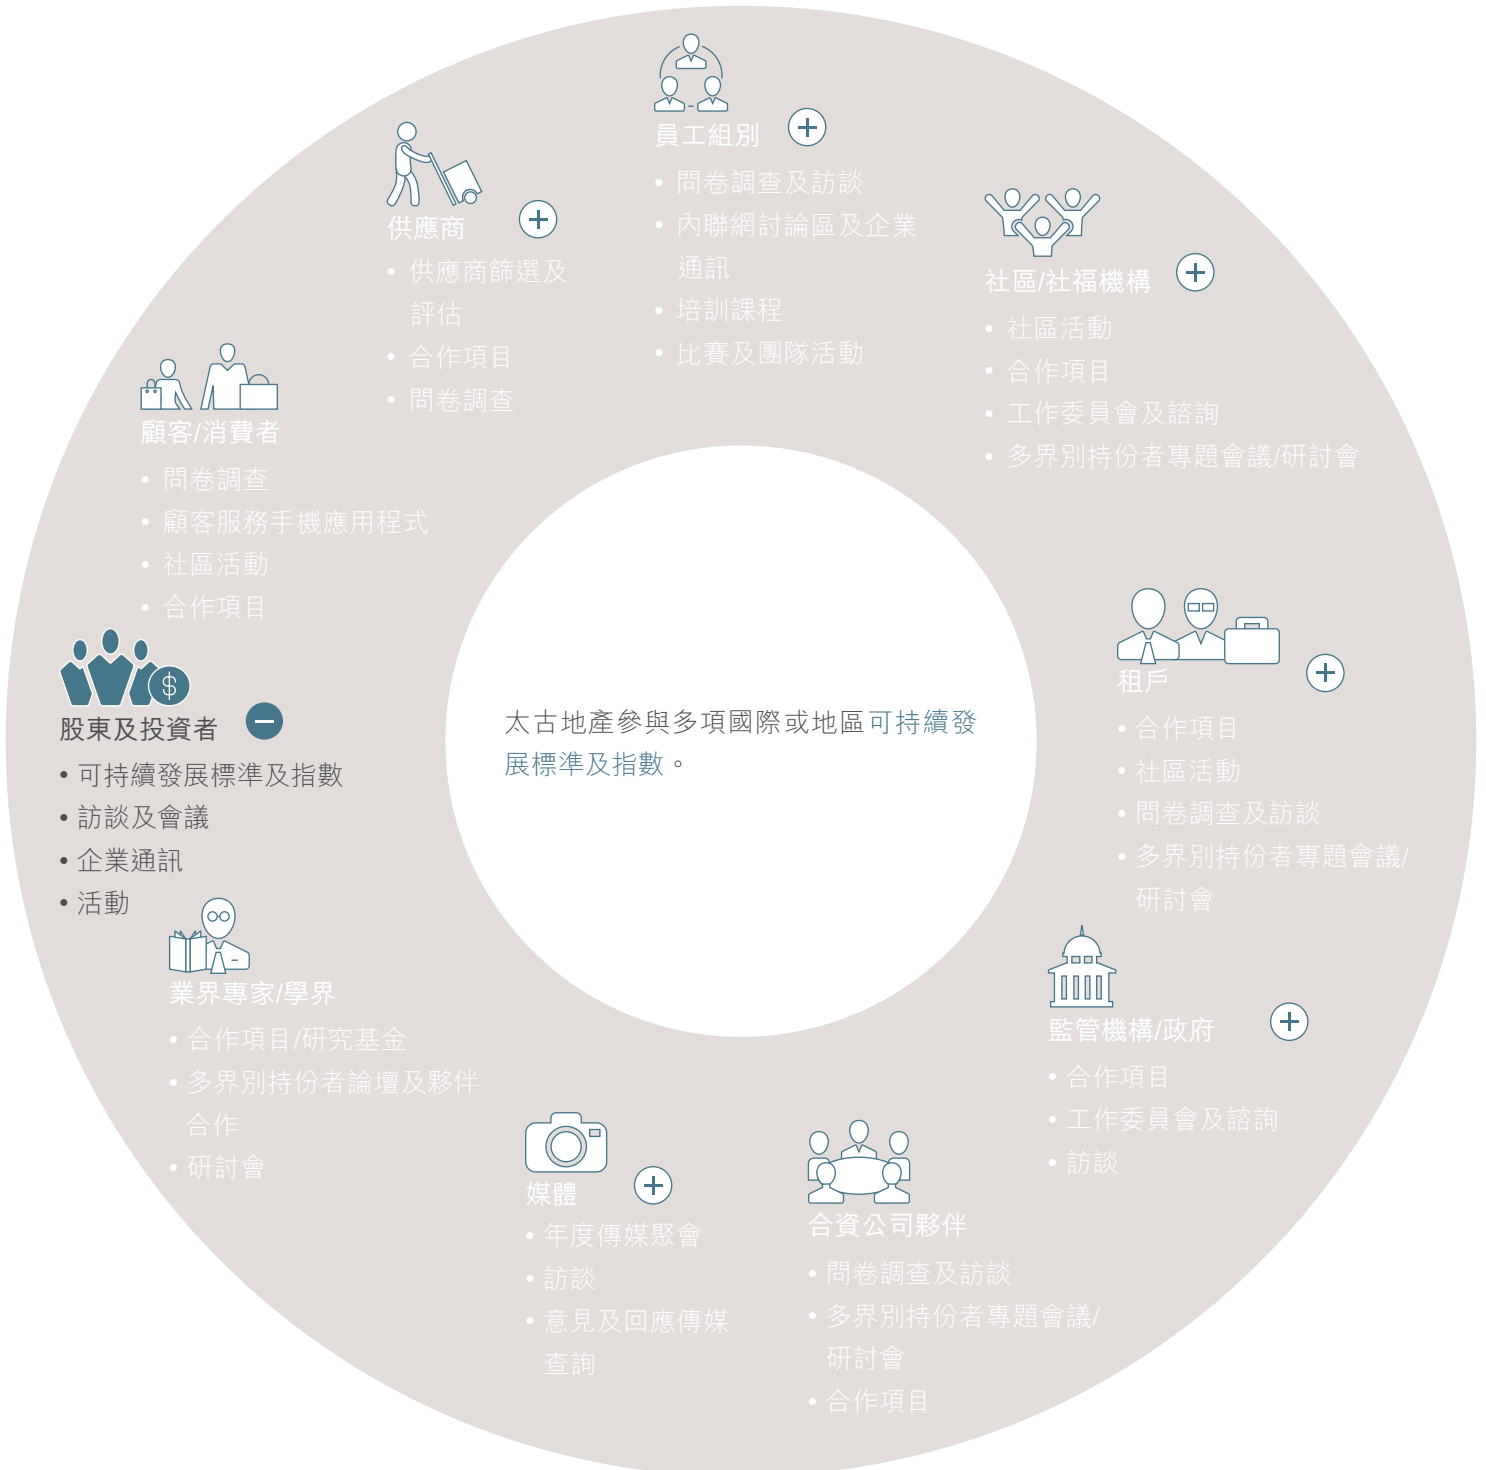 員工組別
• 問卷調查及訪談
• 內聯網討論區及企業
通訊
• 培訓課程
• 比賽及團隊活動
供應商
• 供應商篩選及
評估
• 合作項目
• 問卷調查
社區/社福機構
• 社區活動
• 合作項目
• 工作委員會及諮詢
• 多界別持份者專題會議/研討會
顧客/消費者
• 問卷調查
• 顧客服務手機應用程式
• 社區活動
• 合作項目
租戶
• 合作項目
• 社區活動
• 問卷調查及訪談
• 多界別持份者專題會議/
研討會
$
股東及投資者
• 可持續發展標準及指數
• 訪談及會議
• 企業通訊
• 活動
太古地產參與多項國際或地區可持續發
展標準及指數。
業界專家/學界
• 合作項目/研究基金
• 多界別持份者論壇及夥伴
合作
• 研討會
監管機構/政府
• 合作項目
• 工作委員會及諮詢
• 訪談
媒體
• 年度傳媒聚會
• 訪談
• 意見及回應傳媒
查詢
合資公司夥伴
• 問卷調查及訪談
• 多界別持份者專題會議/
研討會
• 合作項目